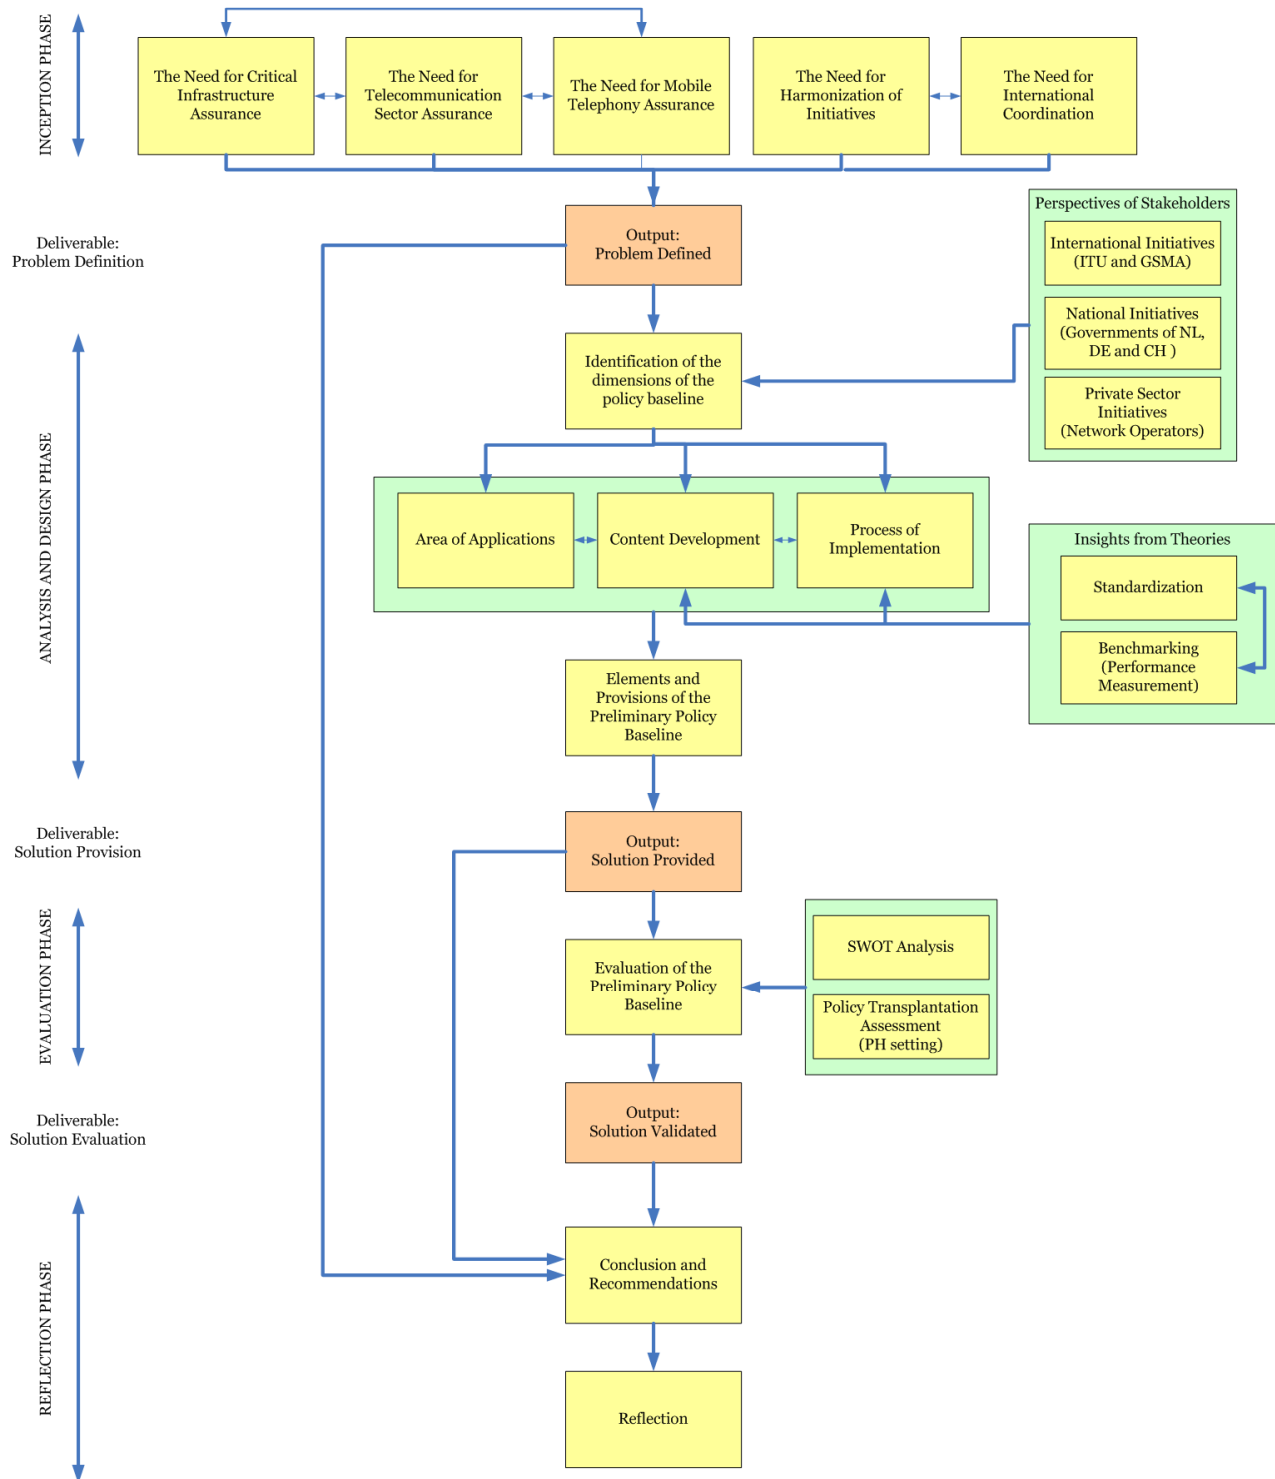 INCEPTION PHASE
The Need for Critical
Infrastructure
Assurance
The Need for
Telecommunication
Sector Assurance
The Need for Mobile
Telephony Assurance
The Need for
Harmonization of
Initiatives
The Need for
International
Coordination
Deliverable:
Problem Definition
Output:
Problem Defined
Perspectives of Stakeholders
International Initiatives
(ITU and GSMA)
National Initiatives
(Governments of NL,
DE and CH )
Private Sector
Initiatives
(Network Operators)
ANALYSIS AND DESIGN PHASE
Identification of the
dimensions of the
policy baseline
Area of Applications
Content Development
Process of
Implementation
Insights from Theories
Standardization
Benchmarking
(Performance
Measurement)
Elements and
Provisions of the
Preliminary Policy
Baseline
Deliverable:
Solution Provision
Output:
Solution Provided
EVALUATION PHASE
Evaluation of the
Preliminary Policy
Baseline
SWOT Analysis
Policy Transplantation
Assessment
(PH setting)
Deliverable:
Solution Evaluation
Output:
Solution Validated
REFLECTION PHASE
Conclusion and
Recommendations
Reflection